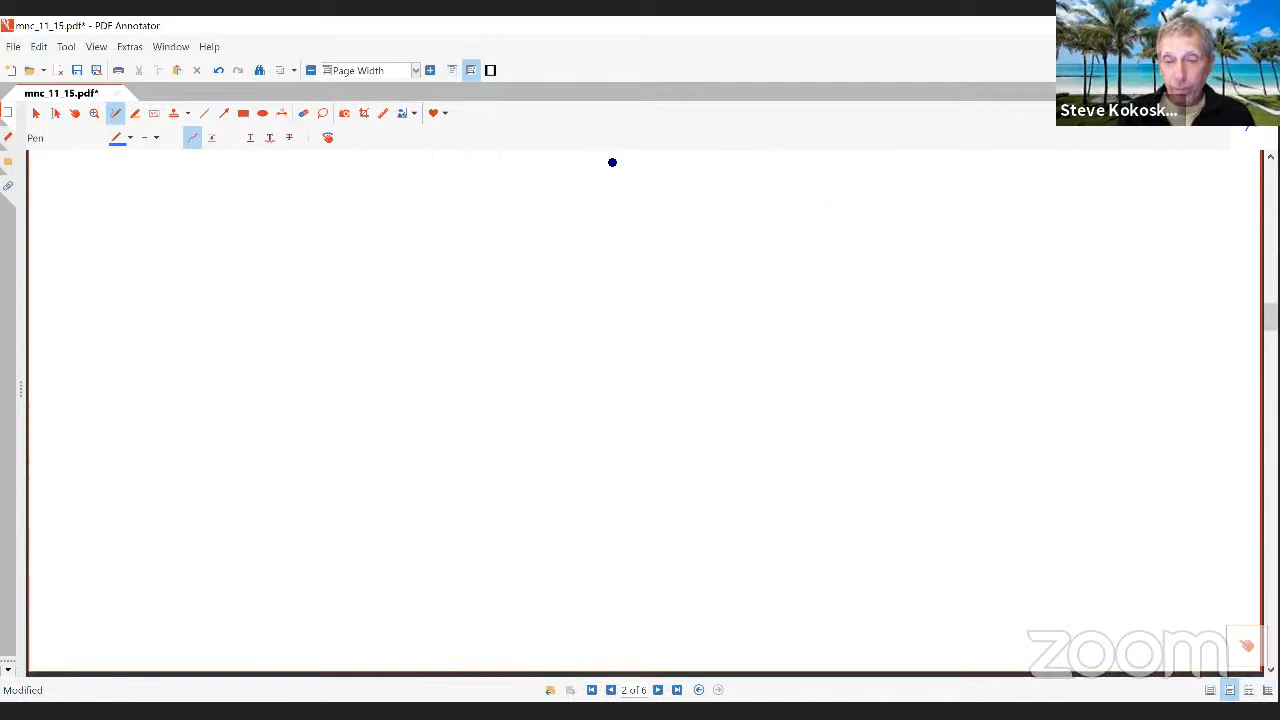 mnc_11_15.pdf* - PDF Annotator
File Edit Tool View Extras Window Help
Page Width
mnc_11_15.pdf*
Pen
Steve Kokosk...
zoom
Modified
2 of 6